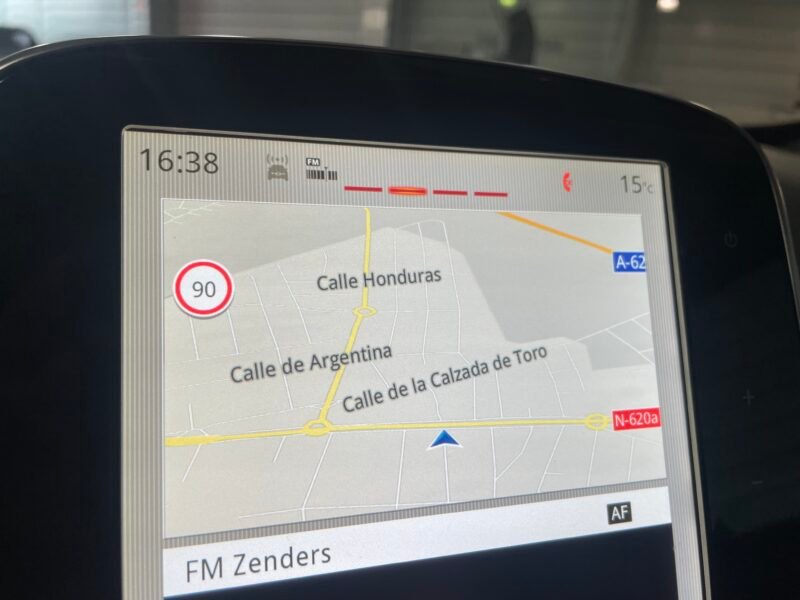 16:38
FM
15°C
A-62
90
Calle Honduras
Calle de Argentina
Calle de la Calzada de Toro
N-620a
AF
FM Zenders